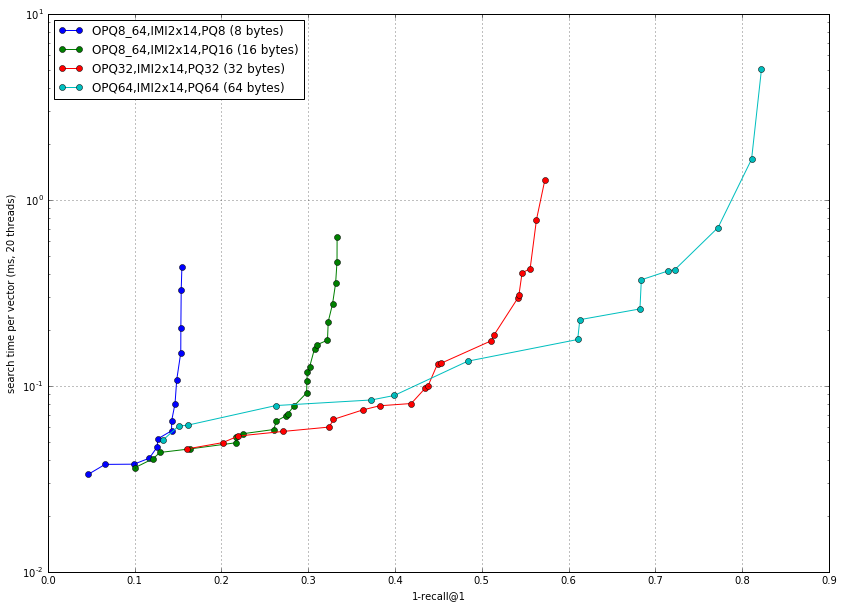 10^1
OPQ8_64,IMI2x14,PQ8 (8 bytes)
OPQ8_64,IMI2x14,PQ16 (16 bytes)
OPQ32,IMI2x14,PQ32 (32 bytes)
OPQ64,IMI2x14,PQ64 (64 bytes)
10^0
search time per vector (ms, 20 threads)
10^-1
10^-2
0.0 0.1 0.2 0.3 0.4 0.5 0.6 0.7 0.8 0.9
1-recall@1